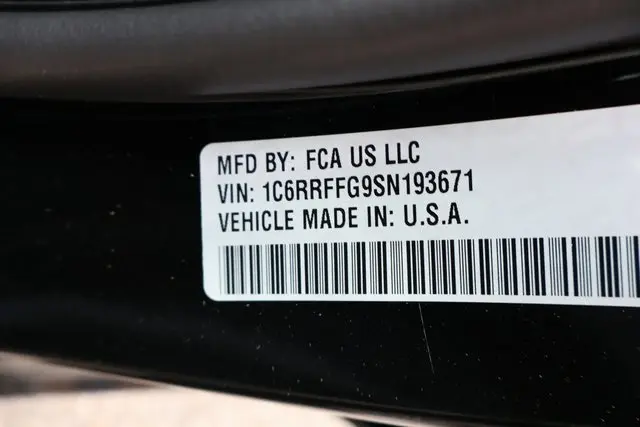 MFD BY: FCA US LLC
VIN: 1C6RRFFG9SN193671
VEHICLE MADE IN: U.S.A.